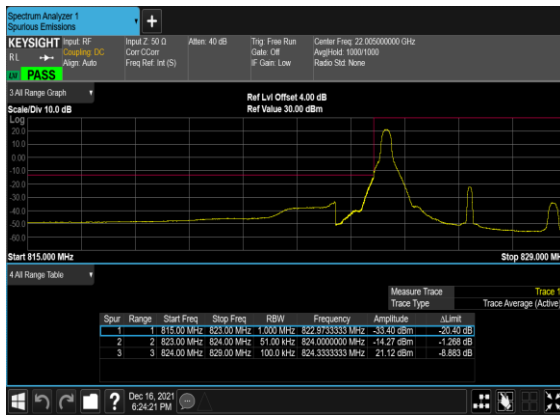 Spectrum Analyzer 1
Spurious Emissions
KEYSIGHT Input: RF Input Z: 50 Ω Atten: 40 dB Trig: Free Run Center Freq: 22.005000000 GHz
RL Coupling: DC Corr CCorr Gate: Off Avg|Hold: 1000/1000
Align: Auto Freq Ref: Int (S) IF Gain: Low Radio Std: None
PASS
3 All Range Graph
Ref Lvl Offset 4.00 dB
Scale/Div 10.0 dB Ref Value 30.00 dBm
Log
20.0
10.0
0.00
-10.0
-20.0
-30.0
-40.0
-50.0
-60.0
Start 815.000 MHz Stop 829.000 MH
4 All Range Table
Measure Trace Trace 1
Trace Type Trace Average (Active)
Spur Range Start Freq Stop Freq RBW Frequency Amplitude ΔLimit
1 1 815.00 MHz 823.00 MHz 1.000 MHz 822.9733333 MHz -33.40 dBm -20.40 dB
2 2 823.00 MHz 824.00 MHz 51.00 kHz 824.0000000 MHz -14.27 dBm -1.268 dB
3 3 824.00 MHz 829.00 MHz 100.0 kHz 824.3333333 MHz 21.12 dBm -8.883 dB
Dec 16, 2021
6:24:21 PM